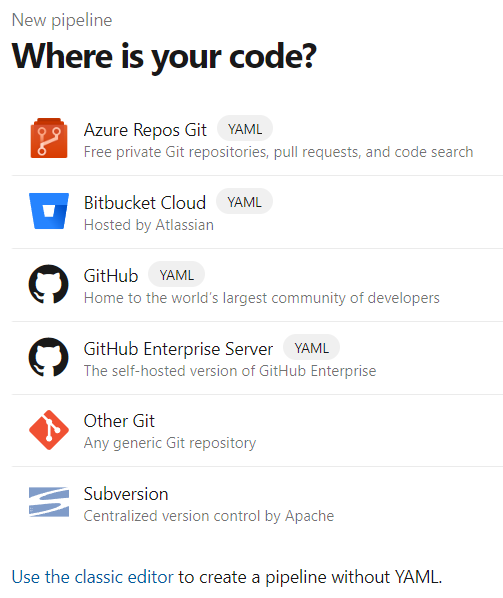 New pipeline
Where is your code?
Azure Repos Git YAML
Free private Git repositories, pull requests, and code search
Bitbucket Cloud YAML
Hosted by Atlassian
GitHub YAML
Home to the world's largest community of developers
GitHub Enterprise Server YAML
The self-hosted version of GitHub Enterprise
Other Git
Any generic Git repository
Subversion
Centralized version control by Apache
Use the classic editor to create a pipeline without YAML.